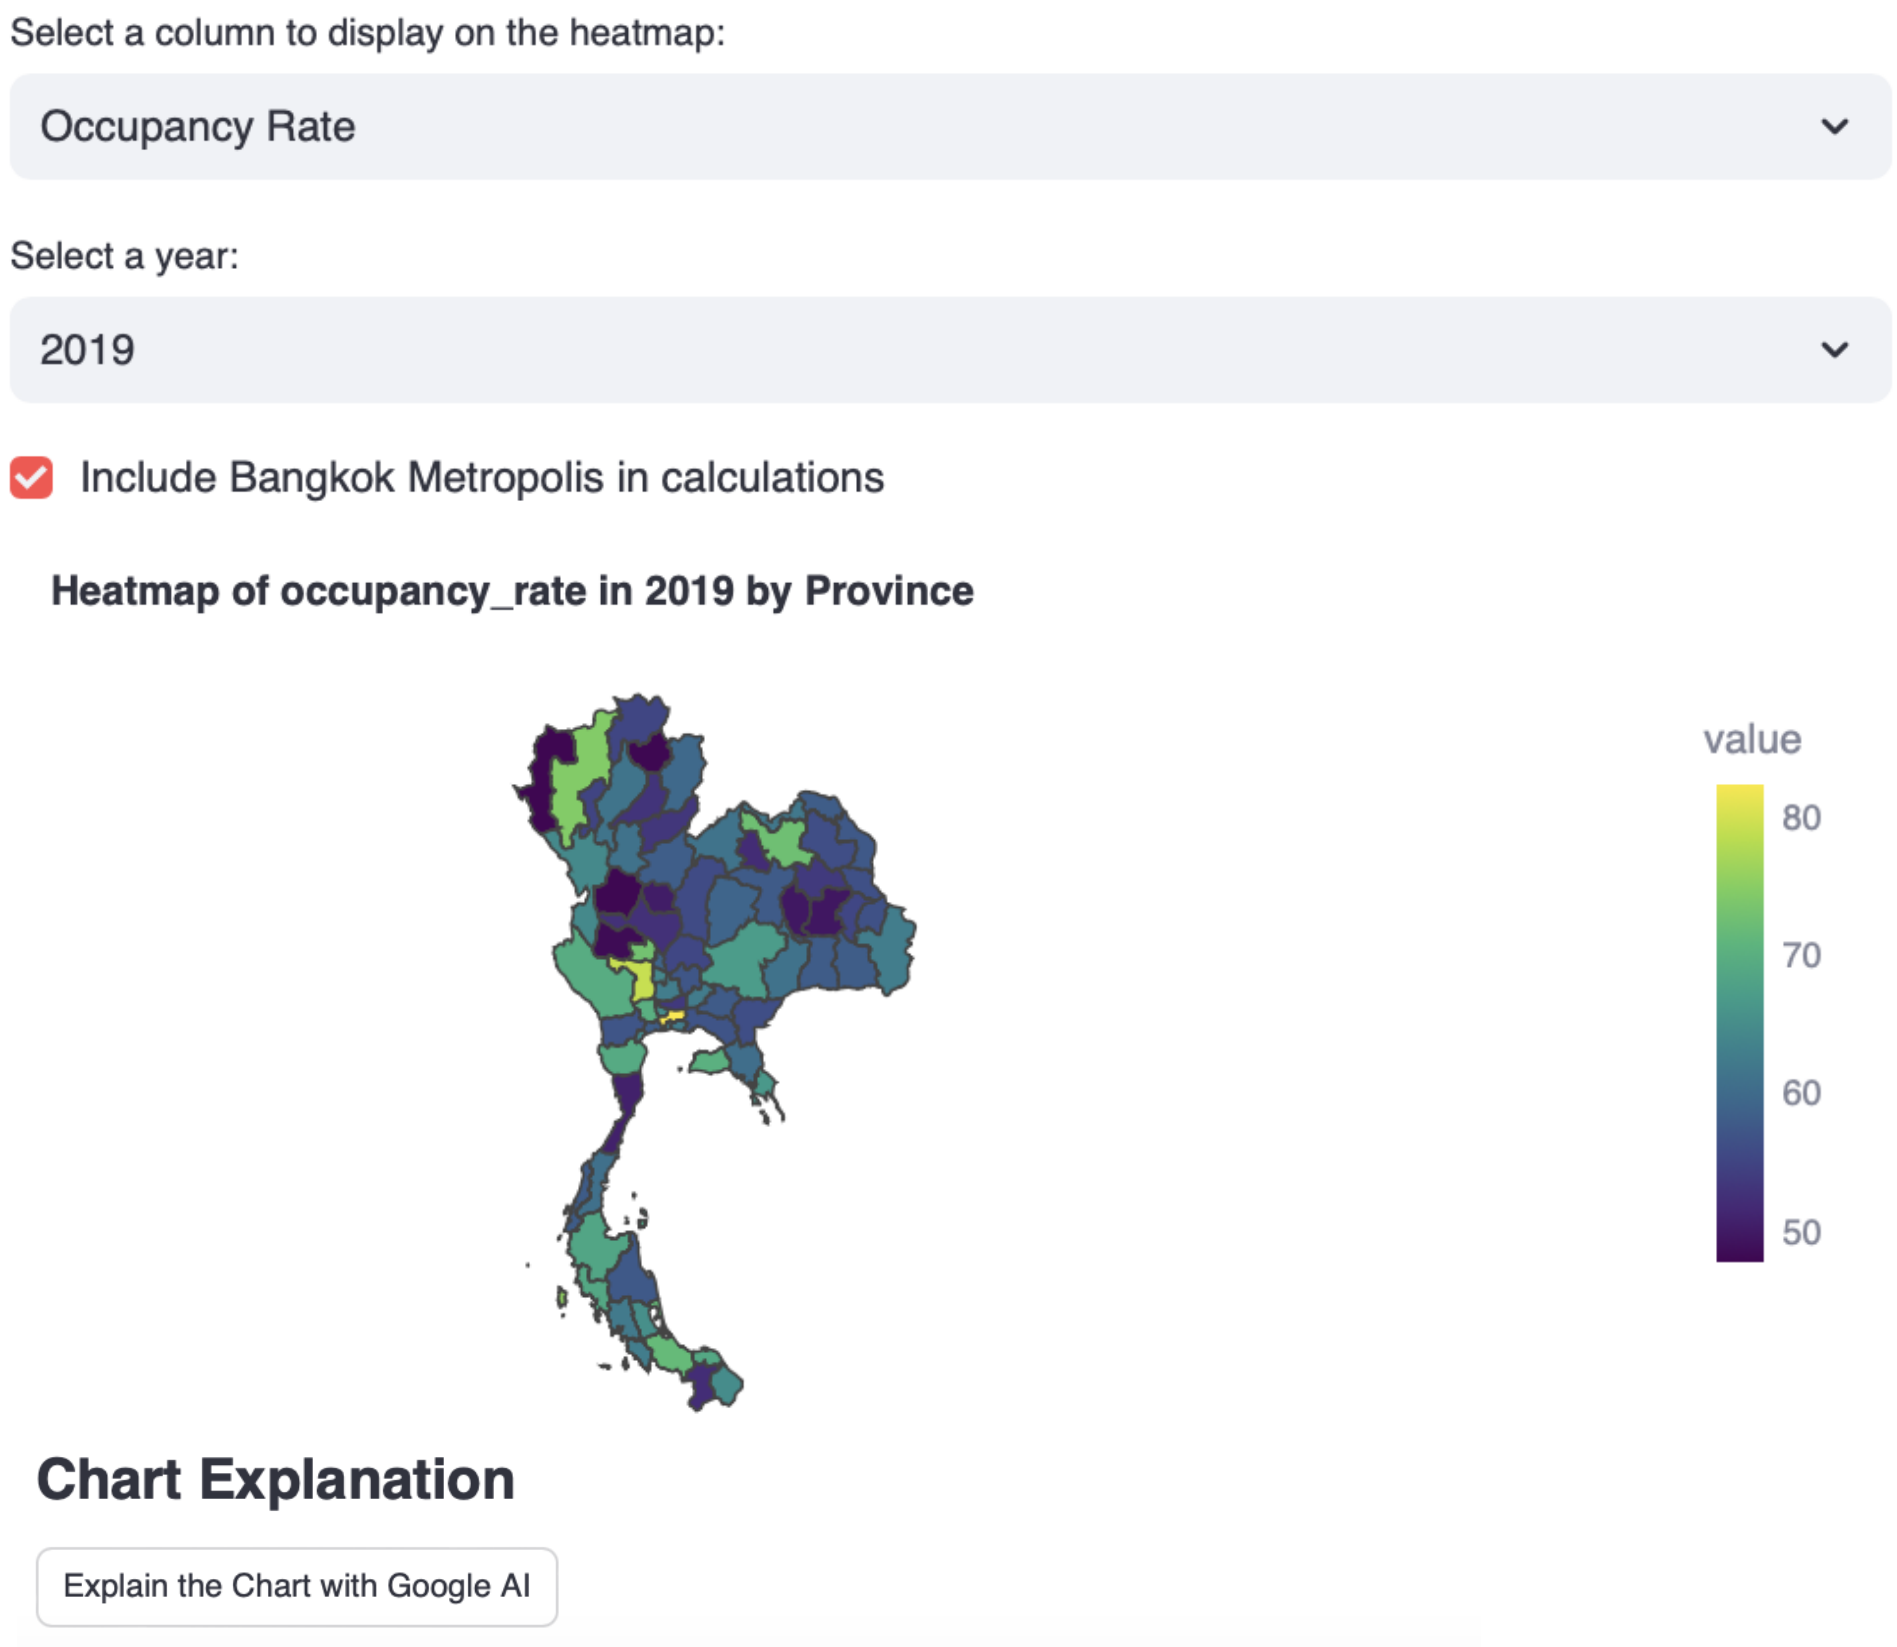 Select a column to display on the heatmap:
Occupancy Rate
Select a year:
2019
Include Bangkok Metropolis in calculations
Heatmap of occupancy_rate in 2019 by Province
value
80
70
60
50
Chart Explanation
Explain the Chart with Google AI